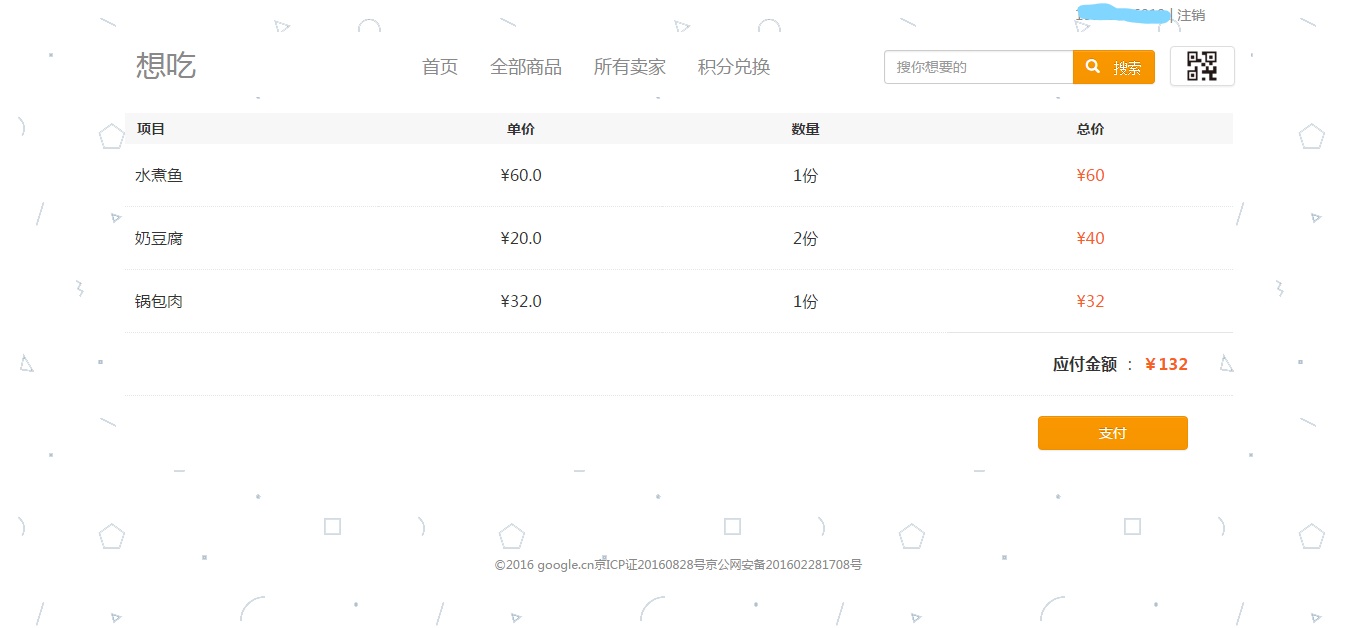 | 注销
想吃 首页 全部商品 所有卖家 积分兑换 搜你想要的 搜索
项目 单价 数量 总价
水煮鱼 ¥60.0 1份 ¥60
奶豆腐 ¥20.0 2份 ¥40
锅包肉 ¥32.0 1份 ¥32
应付金额 : ¥132
支付
©2016 google.cn京ICP证20160828号京公网安备201602281708号